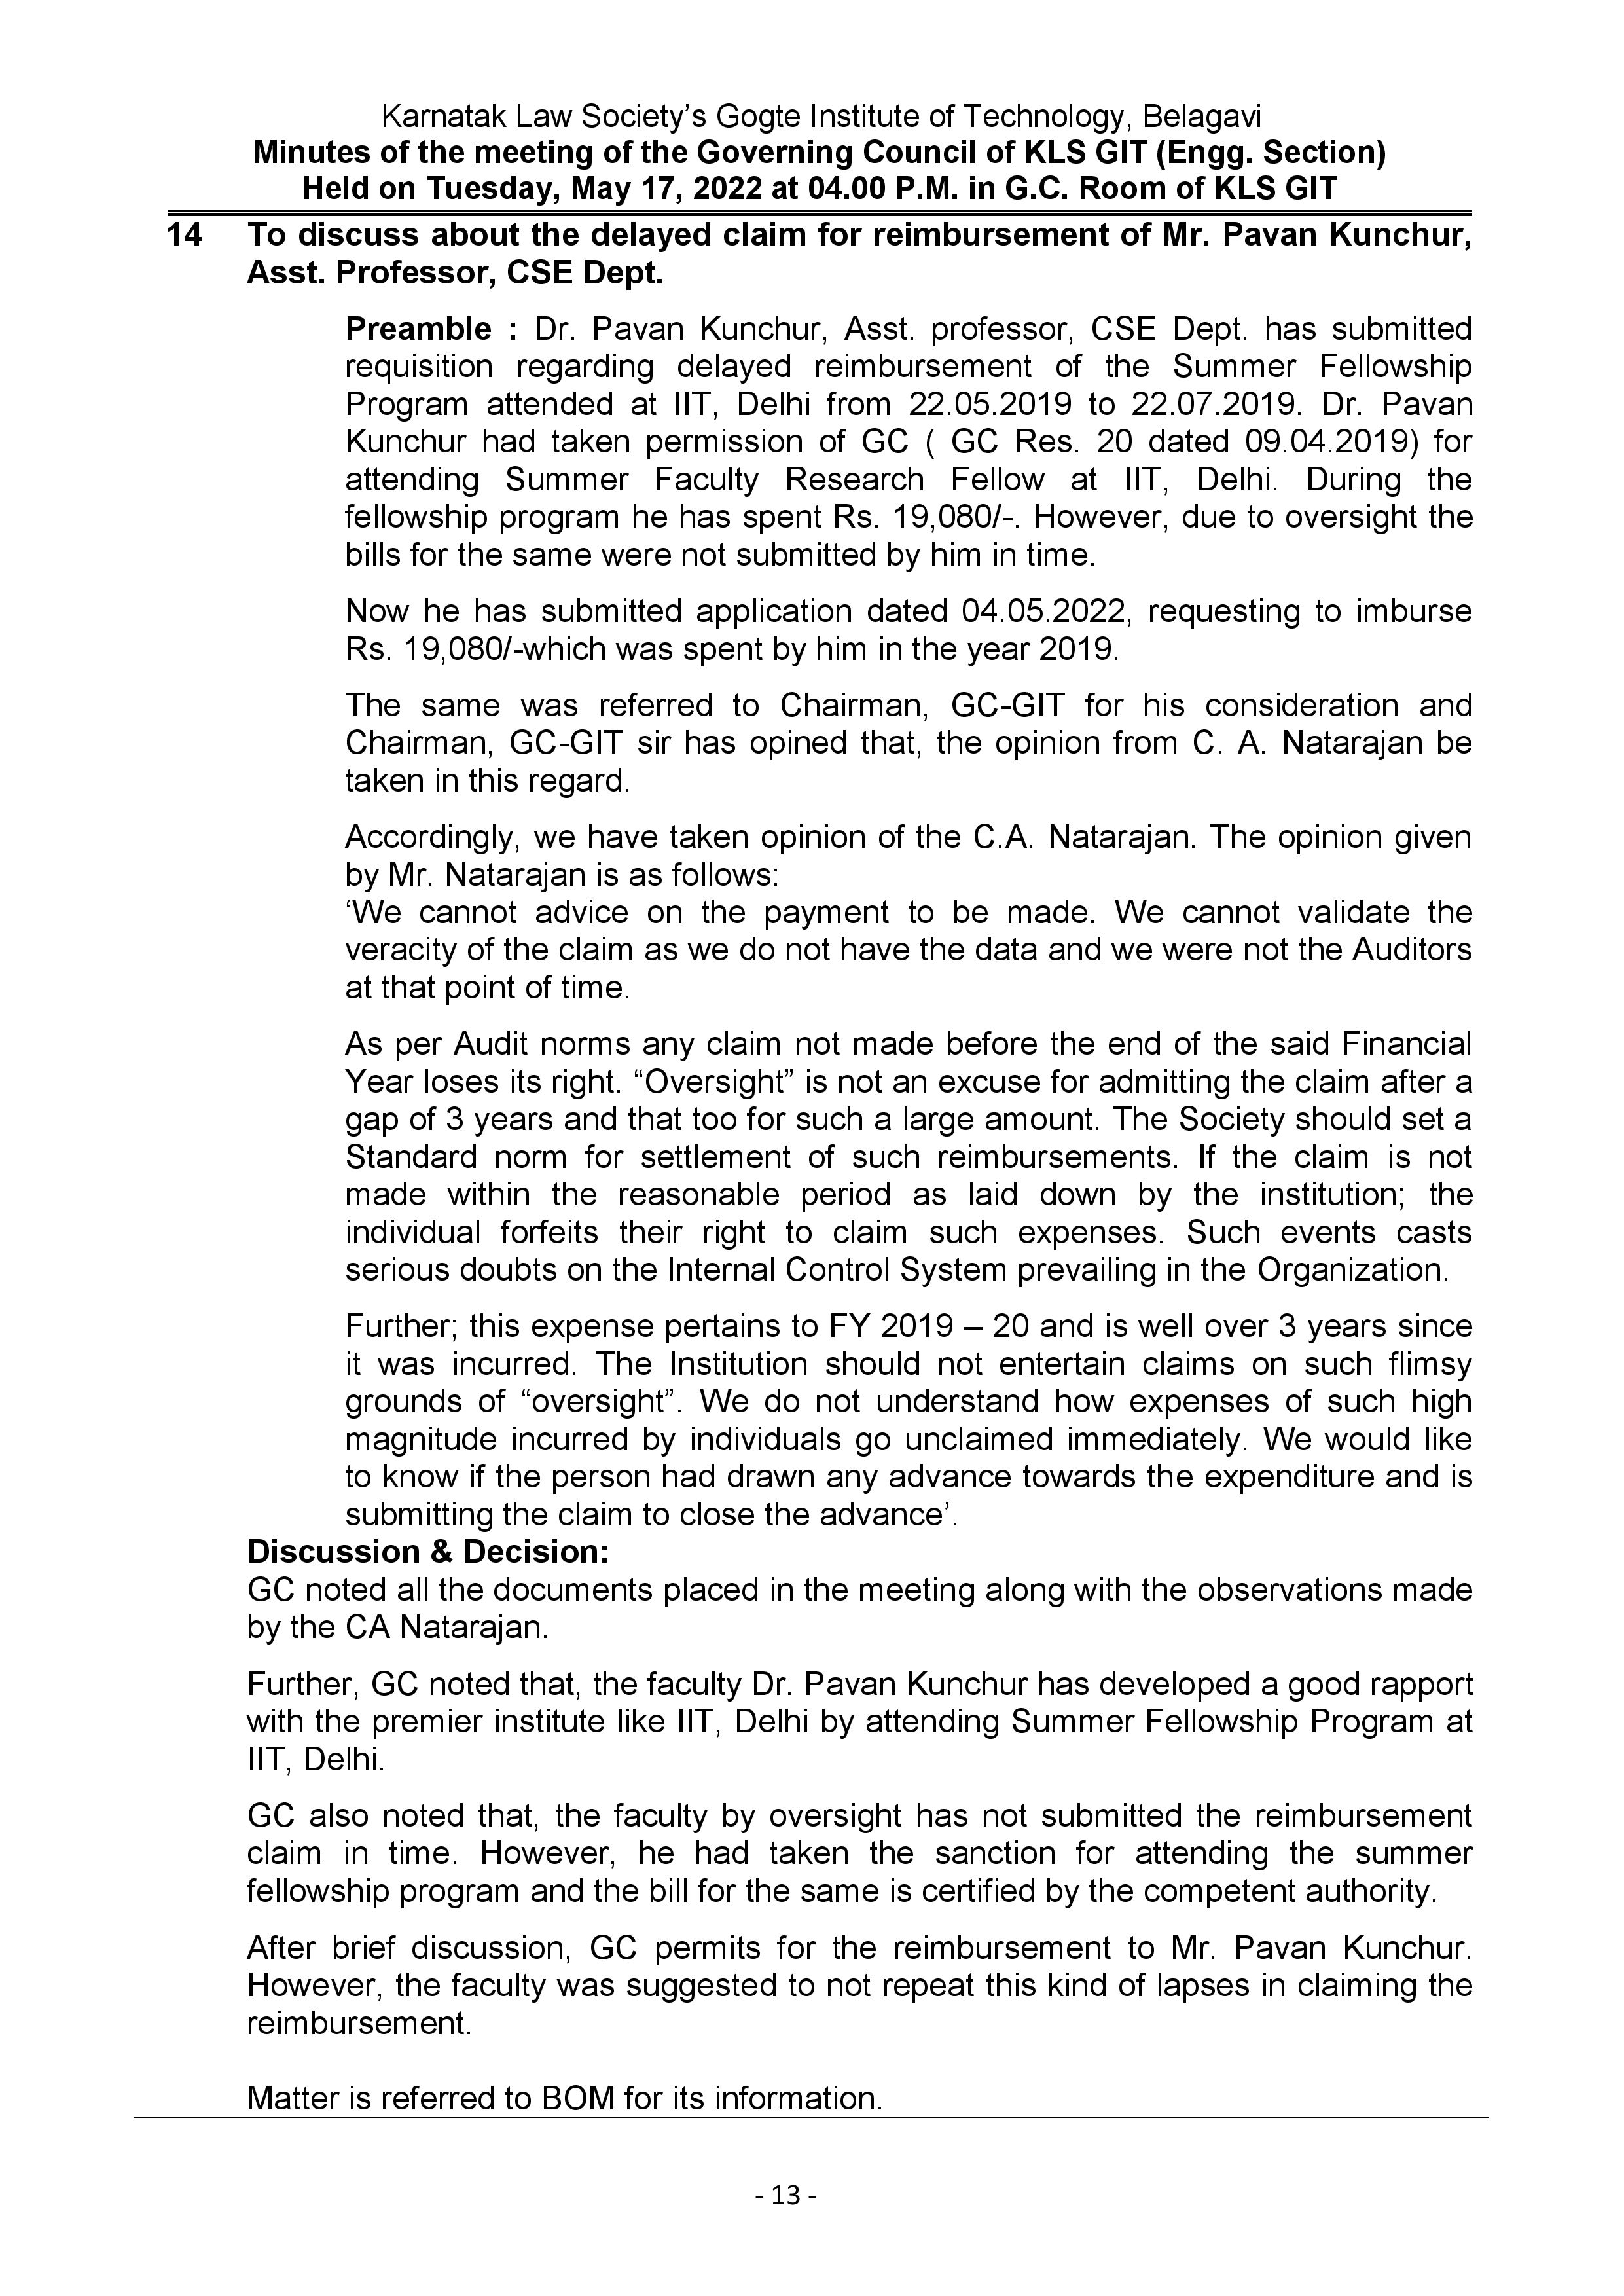 Karnatak Law Society’s Gogte Institute of Technology, Belagavi
Minutes of the meeting of the Governing Council of KLS GIT (Engg. Section)
Held on Tuesday, May 17, 2022 at 04.00 P.M. in G.C. Room of KLS GIT
14 To discuss about the delayed claim for reimbursement of Mr. Pavan Kunchur,
Asst. Professor, CSE Dept.
Preamble : Dr. Pavan Kunchur, Asst. professor, CSE Dept. has submitted
requisition regarding delayed reimbursement of the Summer Fellowship
Program attended at IIT, Delhi from 22.05.2019 to 22.07.2019. Dr. Pavan
Kunchur had taken permission of GC ( GC Res. 20 dated 09.04.2019) for
attending Summer Faculty Research Fellow at IIT, Delhi. During the
fellowship program he has spent Rs. 19,080/-. However, due to oversight the
bills for the same were not submitted by him in time.
Now he has submitted application dated 04.05.2022, requesting to imburse
Rs. 19,080/-which was spent by him in the year 2019.
The same was referred to Chairman, GC-GIT for his consideration and
Chairman, GC-GIT sir has opined that, the opinion from C. A. Natarajan be
taken in this regard.
Accordingly, we have taken opinion of the C.A. Natarajan. The opinion given
by Mr. Natarajan is as follows:
‘We cannot advice on the payment to be made. We cannot validate the
veracity of the claim as we do not have the data and we were not the Auditors
at that point of time.
As per Audit norms any claim not made before the end of the said Financial
Year loses its right. “Oversight” is not an excuse for admitting the claim after a
gap of 3 years and that too for such a large amount. The Society should set a
Standard norm for settlement of such reimbursements. If the claim is not
made within the reasonable period as laid down by the institution; the
individual forfeits their right to claim such expenses. Such events casts
serious doubts on the Internal Control System prevailing in the Organization.
Further; this expense pertains to FY 2019 – 20 and is well over 3 years since
it was incurred. The Institution should not entertain claims on such flimsy
grounds of “oversight”. We do not understand how expenses of such high
magnitude incurred by individuals go unclaimed immediately. We would like
to know if the person had drawn any advance towards the expenditure and is
submitting the claim to close the advance’.
Discussion & Decision:
GC noted all the documents placed in the meeting along with the observations made
by the CA Natarajan.
Further, GC noted that, the faculty Dr. Pavan Kunchur has developed a good rapport
with the premier institute like IIT, Delhi by attending Summer Fellowship Program at
IIT, Delhi.
GC also noted that, the faculty by oversight has not submitted the reimbursement
claim in time. However, he had taken the sanction for attending the summer
fellowship program and the bill for the same is certified by the competent authority.
After brief discussion, GC permits for the reimbursement to Mr. Pavan Kunchur.
However, the faculty was suggested to not repeat this kind of lapses in claiming the
reimbursement.
Matter is referred to BOM for its information.
- 13 -